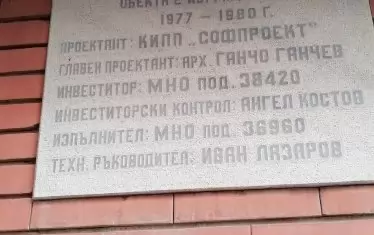 ОБЕКТА Е
1977 – 1980 Г.
ПРОЕКТАНТ: КИПП „СОФПРОЕКТ"
ГЛАВЕН ПРОЕКТАНТ: АРХ. ГАНЧО ГАНЧЕВ
ИНВЕСТИТОР: МНО ПОД. 38420
ИНВЕСТИТОРСКИ КОНТРОЛ: АНГЕЛ КОСТОВ
ИЗПЪЛНИТЕЛ: МНО ПОД. 36960
ТЕХН. РЪКОВОДИТЕЛ: ИВАН ЛАЗАРОВ